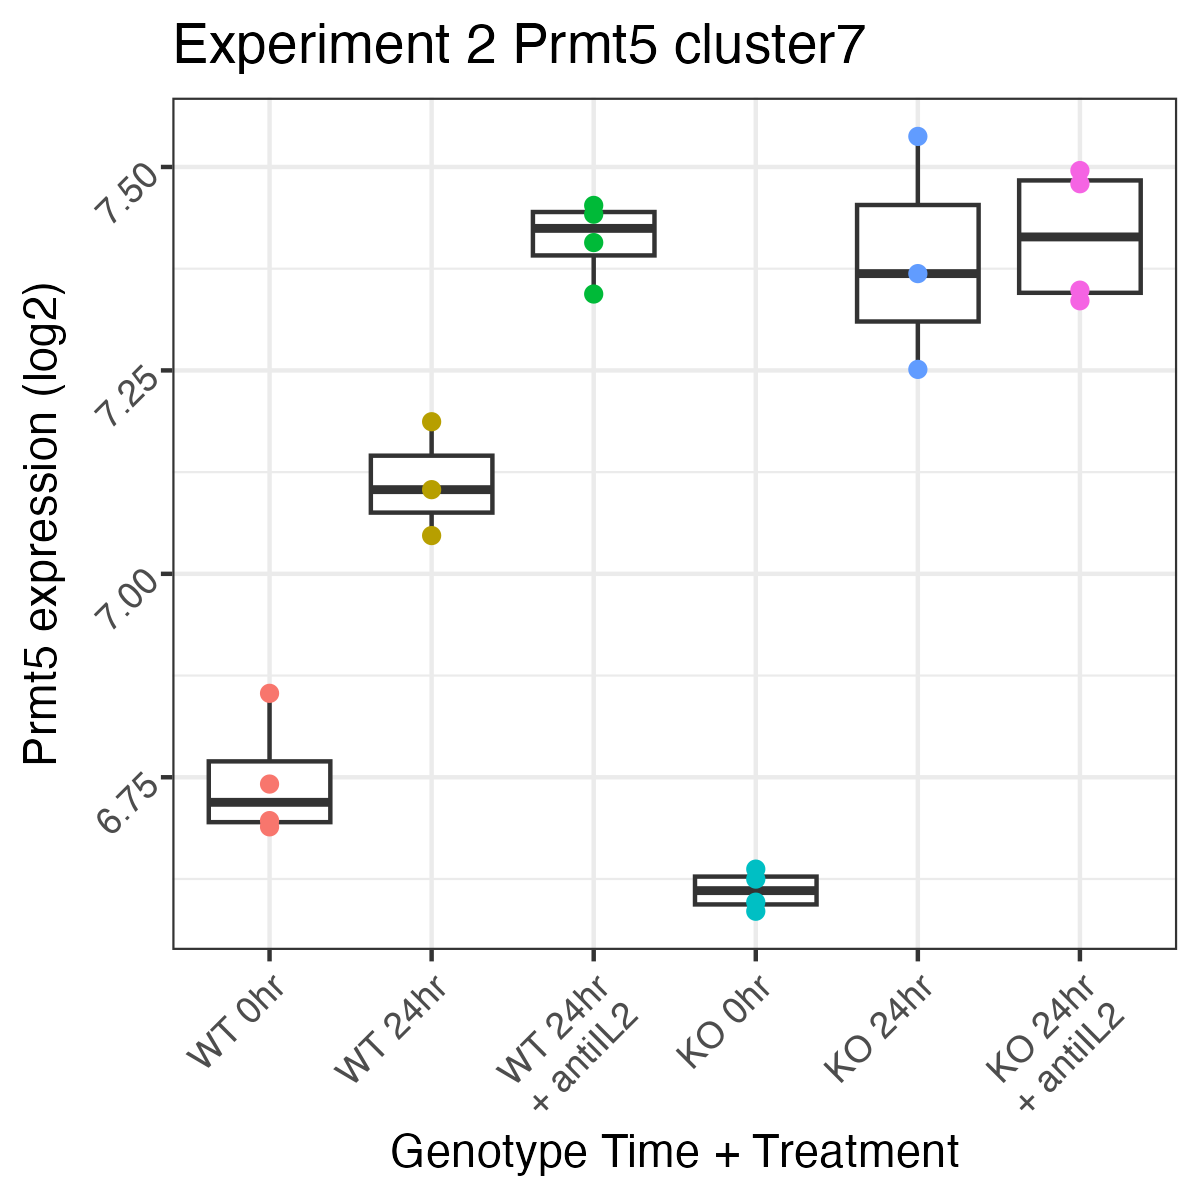 Experiment 2 Prmt5 cluster7
Prmt5 expression (log2)
7.50
7.25
7.00
6.75
WT 0hr
WT 24hr
WT 24hr
+ antiIL2
KO 0hr
KO 24hr
KO 24hr
+ antiIL2
Genotype Time + Treatment